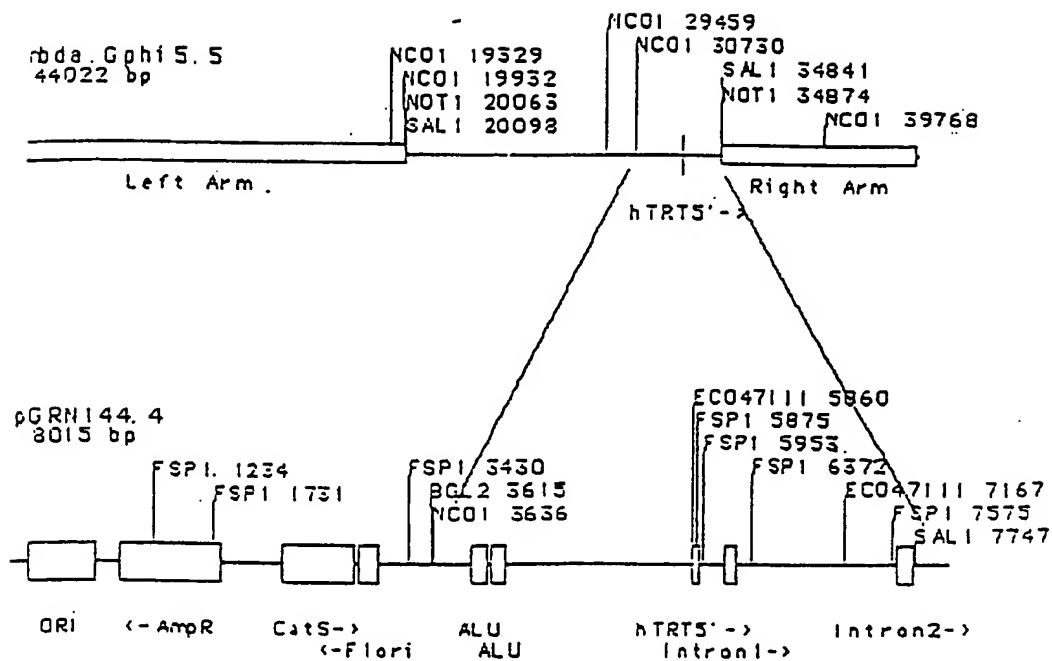 NCO1 29459
NCO1 30730
bda.Gphi5.5
44022 bp
NCO1 19329
NCO1 19932
NOT1 20063
SAL1 20098
SAL1 34841
NOT1 34874
NCO1 39768
Left Arm.
Right Arm
hTRT5'->
pGRN144.4
8015 bp
FSP1. 1234
FSP1 1731
FSP1 3430
BGL2 3615
NCO1 3636
ECO47111 5860
FSP1 5875
FSP1 5953
FSP1 6372
ECO47111 7167
FSP1 7575
SAL1 7747
ORI
<-AmpR
CatS->
<-F1ori
ALU
ALU
hTRT5'->
Intron1->
Intron2->